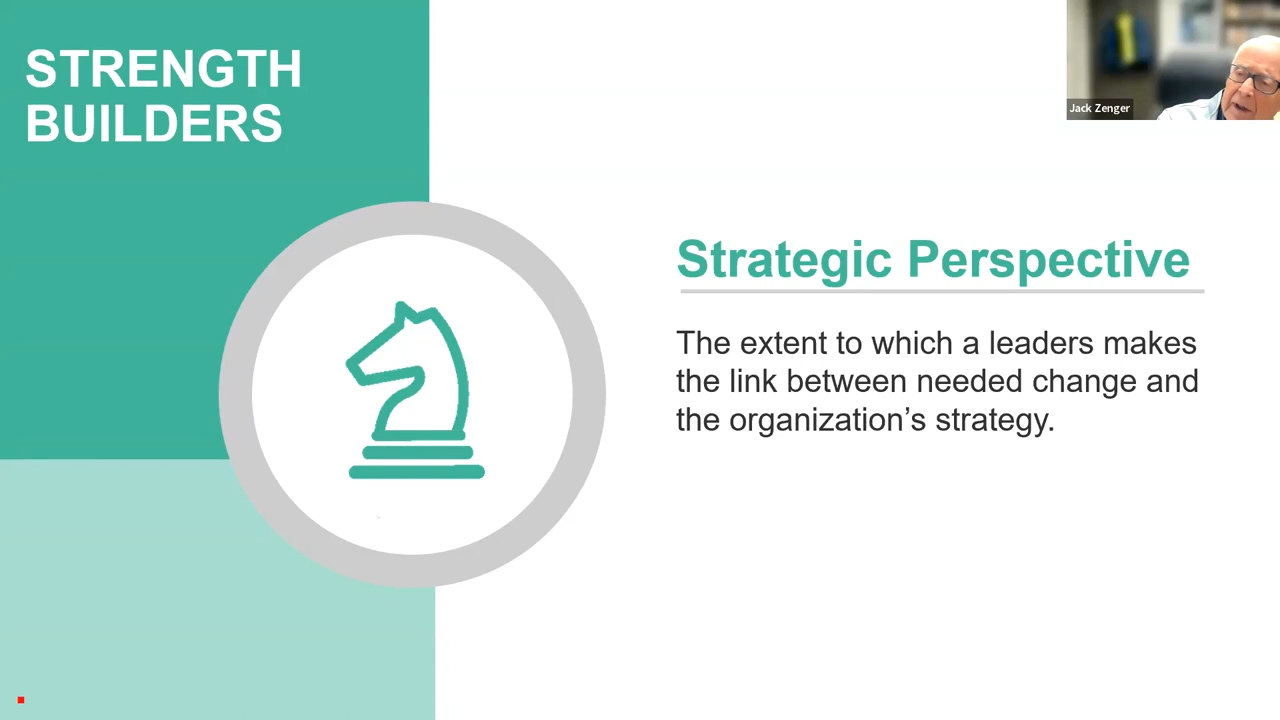 STRENGTH
BUILDERS
Jack Zenger
Strategic Perspective
The extent to which a leaders makes
the link between needed change and
the organization’s strategy.